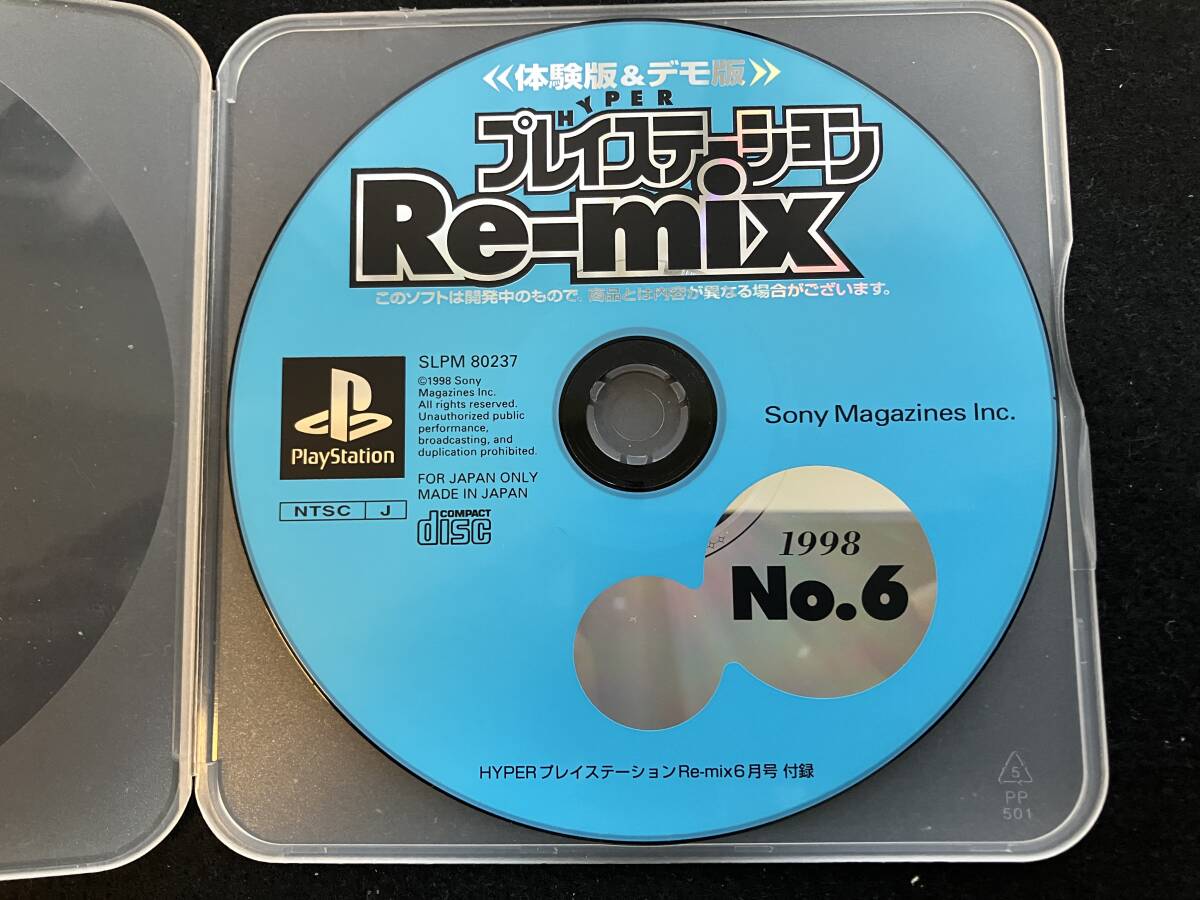 ≪体験版&デモ版≫
HYPER
プレイステーション
Re-mix
このソフトは開発中のもので、商品とは内容が異なる場合がございます。
PlayStation
NTSC J
SLPM 80237
©1998 Sony
Magazines Inc.
All rights reserved.
Unauthorized public
performance,
broadcasting, and
duplication prohibited.
FOR JAPAN ONLY
MADE IN JAPAN
COMPACT
disc
Sony Magazines Inc.
1998
No.6
HYPERプレイステーションRe-mix6月号 付録
5
PP
501